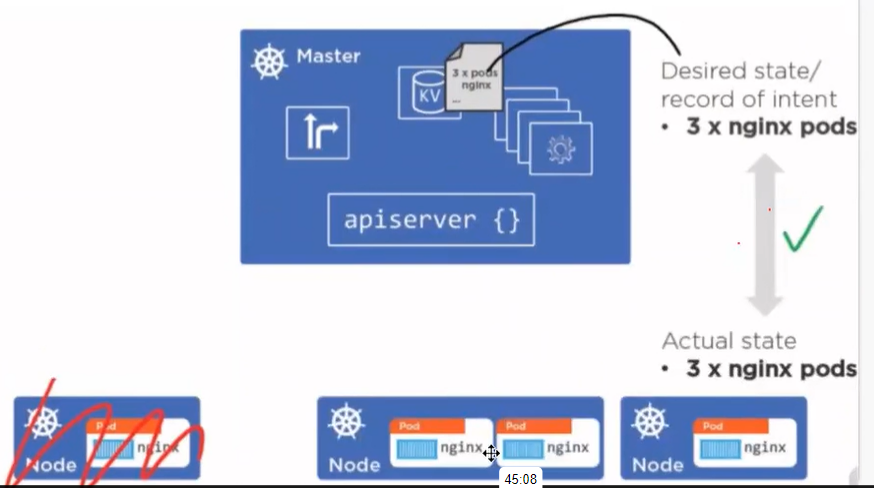 Master
3 x pods
nginx
...
KV
apiserver {}
Desired state/
record of intent
• 3 x nginx pods
Actual state
• 3 x nginx pods
Pod
nginx
Node
Pod
nginx
Pod
nginx
Node
Pod
nginx
Node
45:08